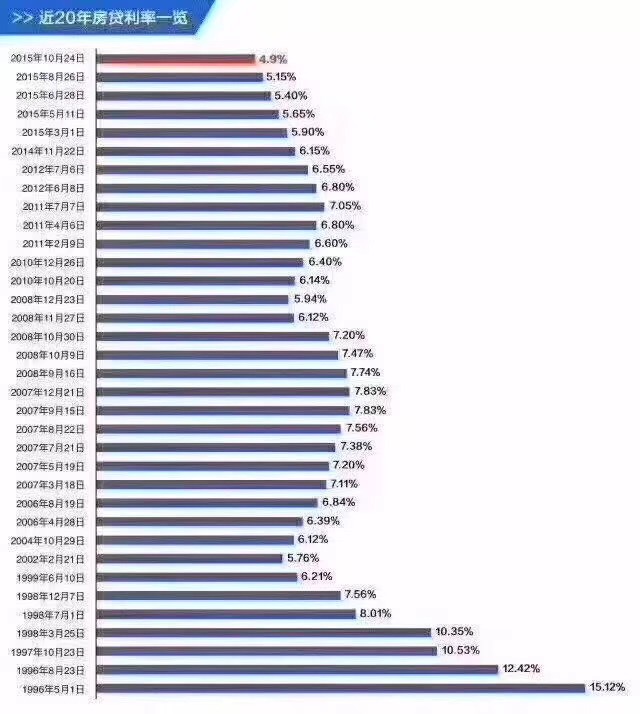 >> 近20年房贷利率一览
2015年10月24日 4.9%
2015年8月26日 5.15%
2015年6月28日 5.40%
2015年5月11日 5.65%
2015年3月1日 5.90%
2014年11月22日 6.15%
2012年7月6日 6.55%
2012年6月8日 6.80%
2011年7月7日 7.05%
2011年4月6日 6.80%
2011年2月9日 6.60%
2010年12月26日 6.40%
2010年10月20日 6.14%
2008年12月23日 5.94%
2008年11月27日 6.12%
2008年10月30日 7.20%
2008年10月9日 7.47%
2008年9月16日 7.74%
2007年12月21日 7.83%
2007年9月15日 7.83%
2007年8月22日 7.56%
2007年7月21日 7.38%
2007年5月19日 7.20%
2007年3月18日 7.11%
2006年8月19日 6.84%
2006年4月28日 6.39%
2004年10月29日 6.12%
2002年2月21日 5.76%
1999年6月10日 6.21%
1998年12月7日 7.56%
1998年7月1日 8.01%
1998年3月25日 10.35%
1997年10月23日 10.53%
1996年8月23日 12.42%
1996年5月1日 15.12%